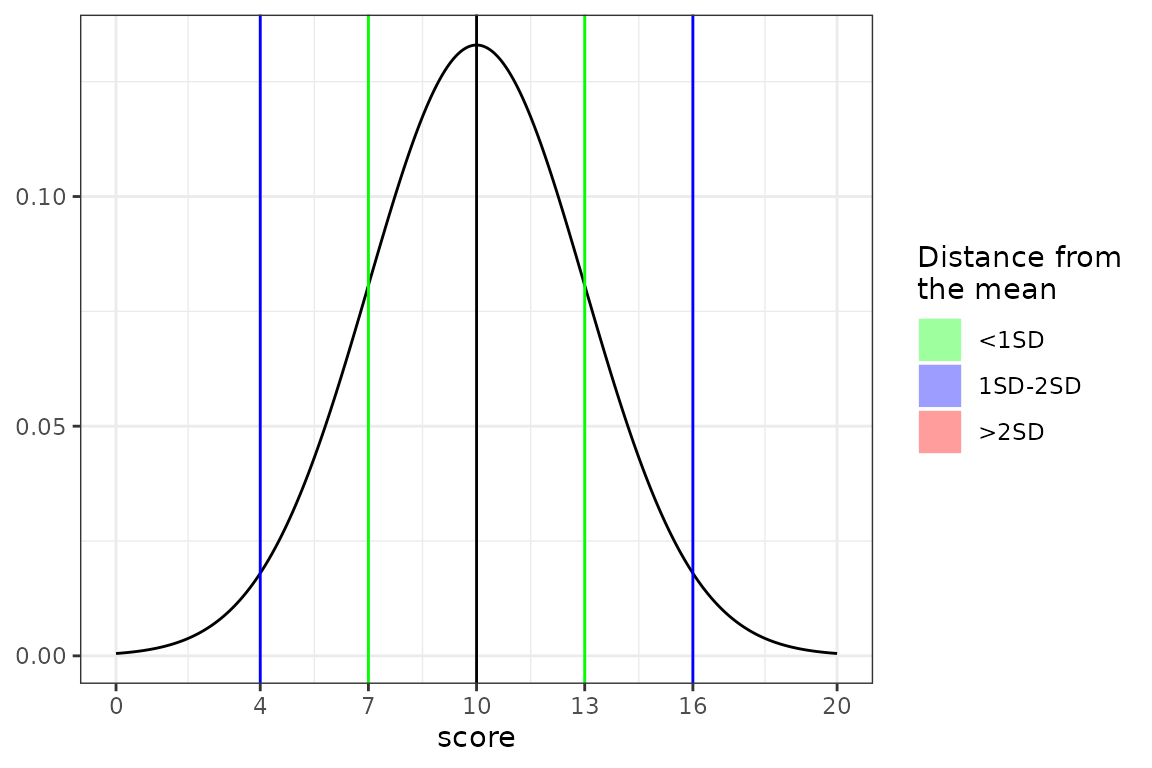 0.10
0.05
0.00
0 4 7 10 13 16 20
score
Distance from
the mean
<1SD
1SD-2SD
>2SD